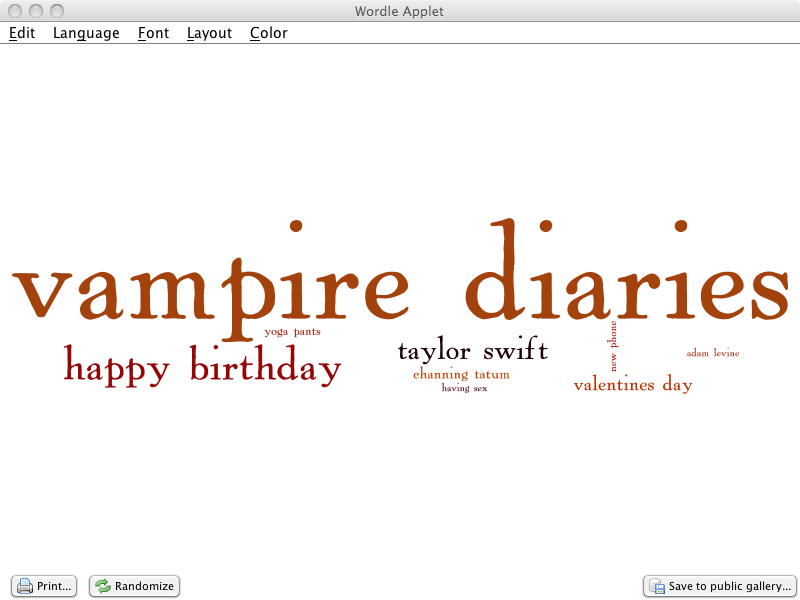 Wordle Applet
Edit Language Font Layout Color
vampire diaries
yoga pants
happy birthday
taylor swift
channing tatum
having sex
new phone
valentines day
adam levine
Print... Randomize Save to public gallery...